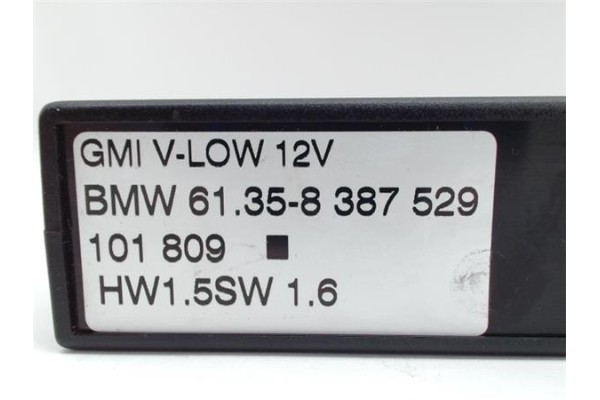 GMI V-LOW 12V
BMW 61.35-8 387 529
101 809
HW1.5SW 1.6